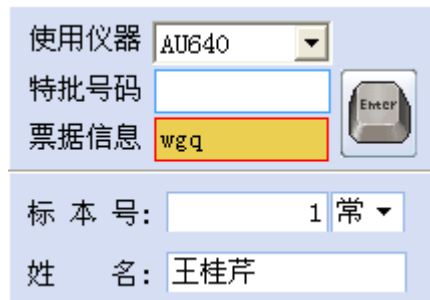 使用仪器 AU640
特批号码
Enter
票据信息 wgq
标 本 号: 1 常
姓 名: 王桂芹